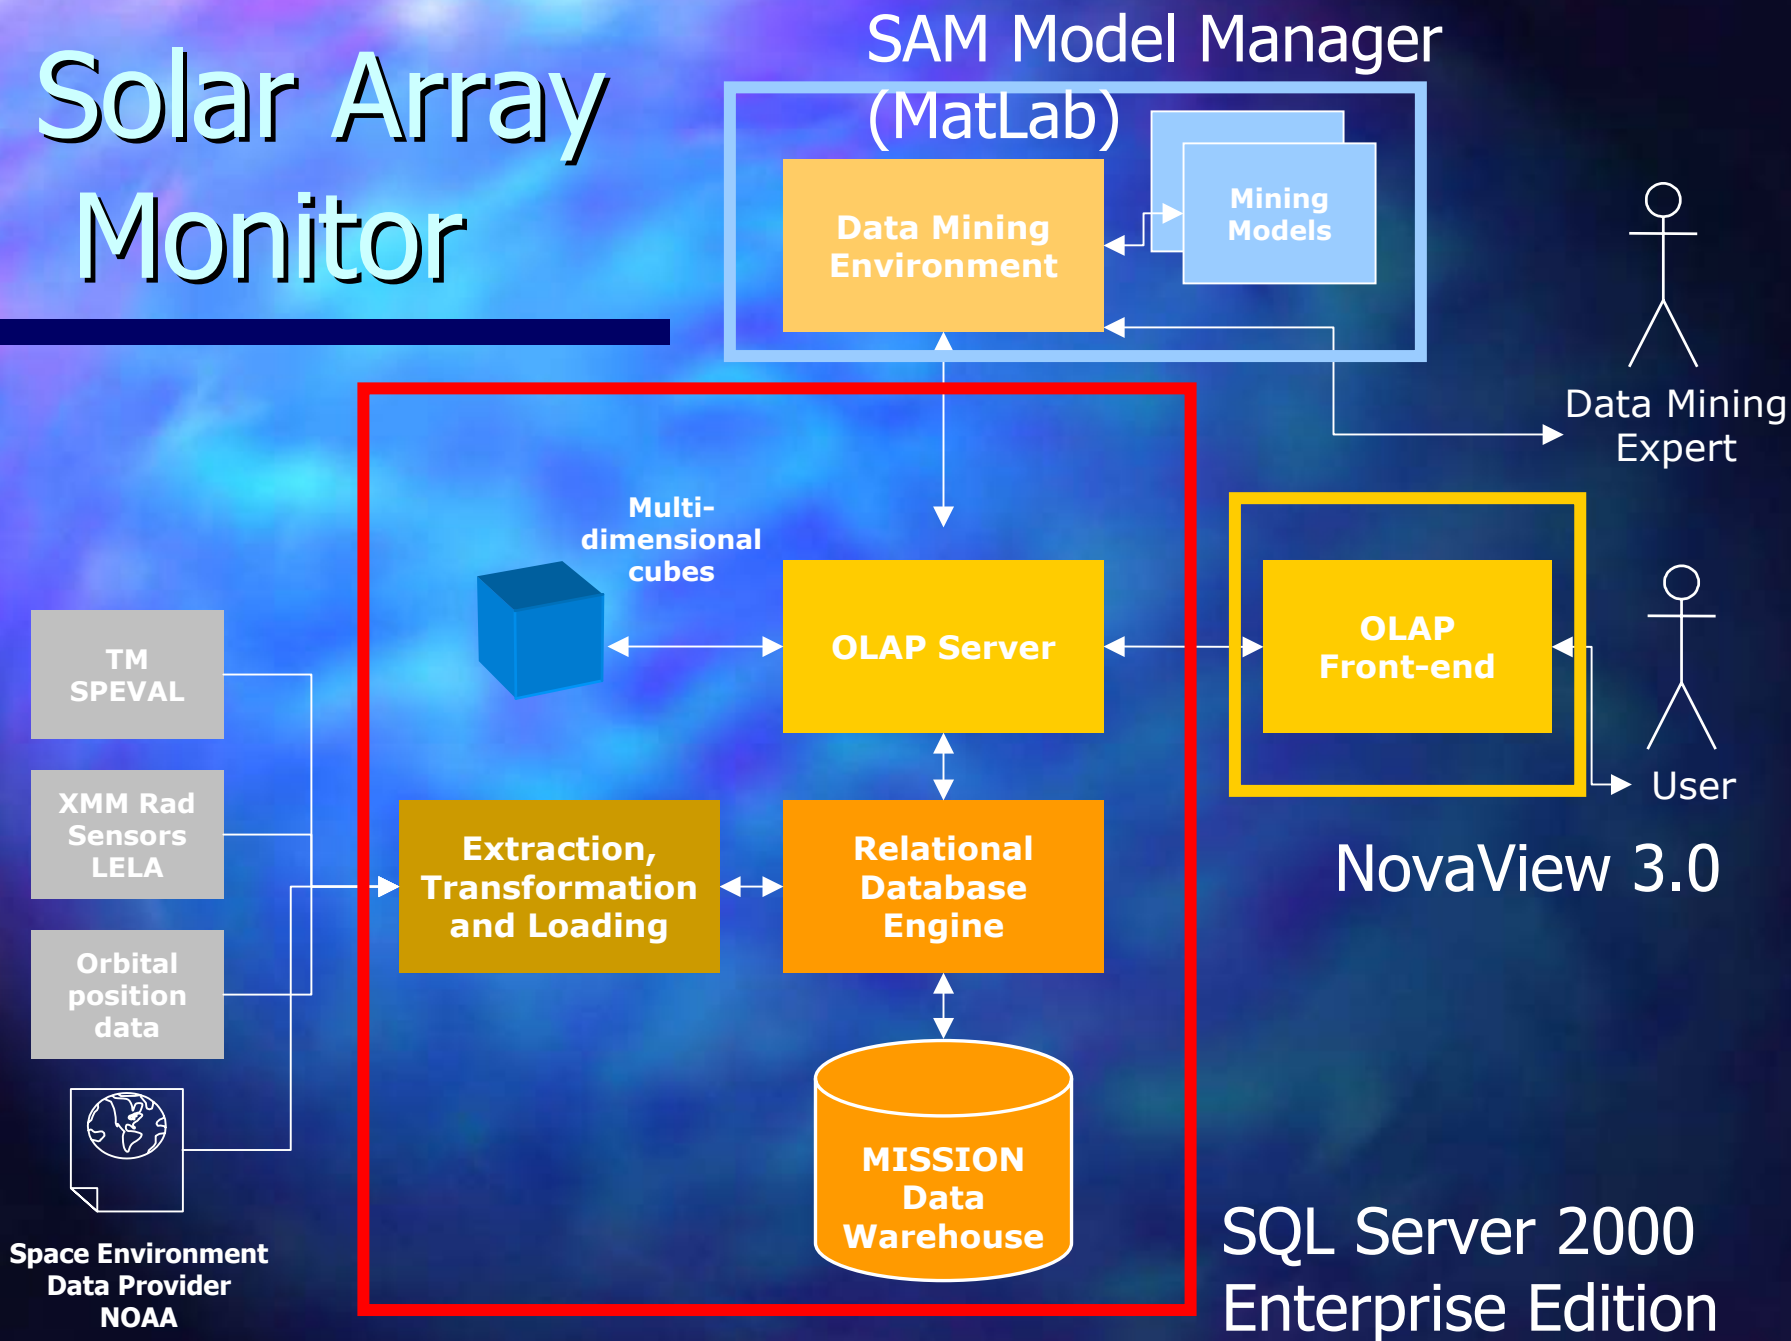 Solar Array
Monitor
SAM Model Manager
(MatLab)
Data Mining
Environment
Mining
Models
Data Mining
Expert
Multi-
dimensional
cubes
OLAP Server
OLAP
Front-end
User
NovaView 3.0
TM
SPEVAL
XMM Rad
Sensors
LELA
Orbital
position
data
Space Environment
Data Provider
NOAA
Extraction,
Transformation
and Loading
Relational
Database
Engine
MISSION
Data
Warehouse
SQL Server 2000
Enterprise Edition